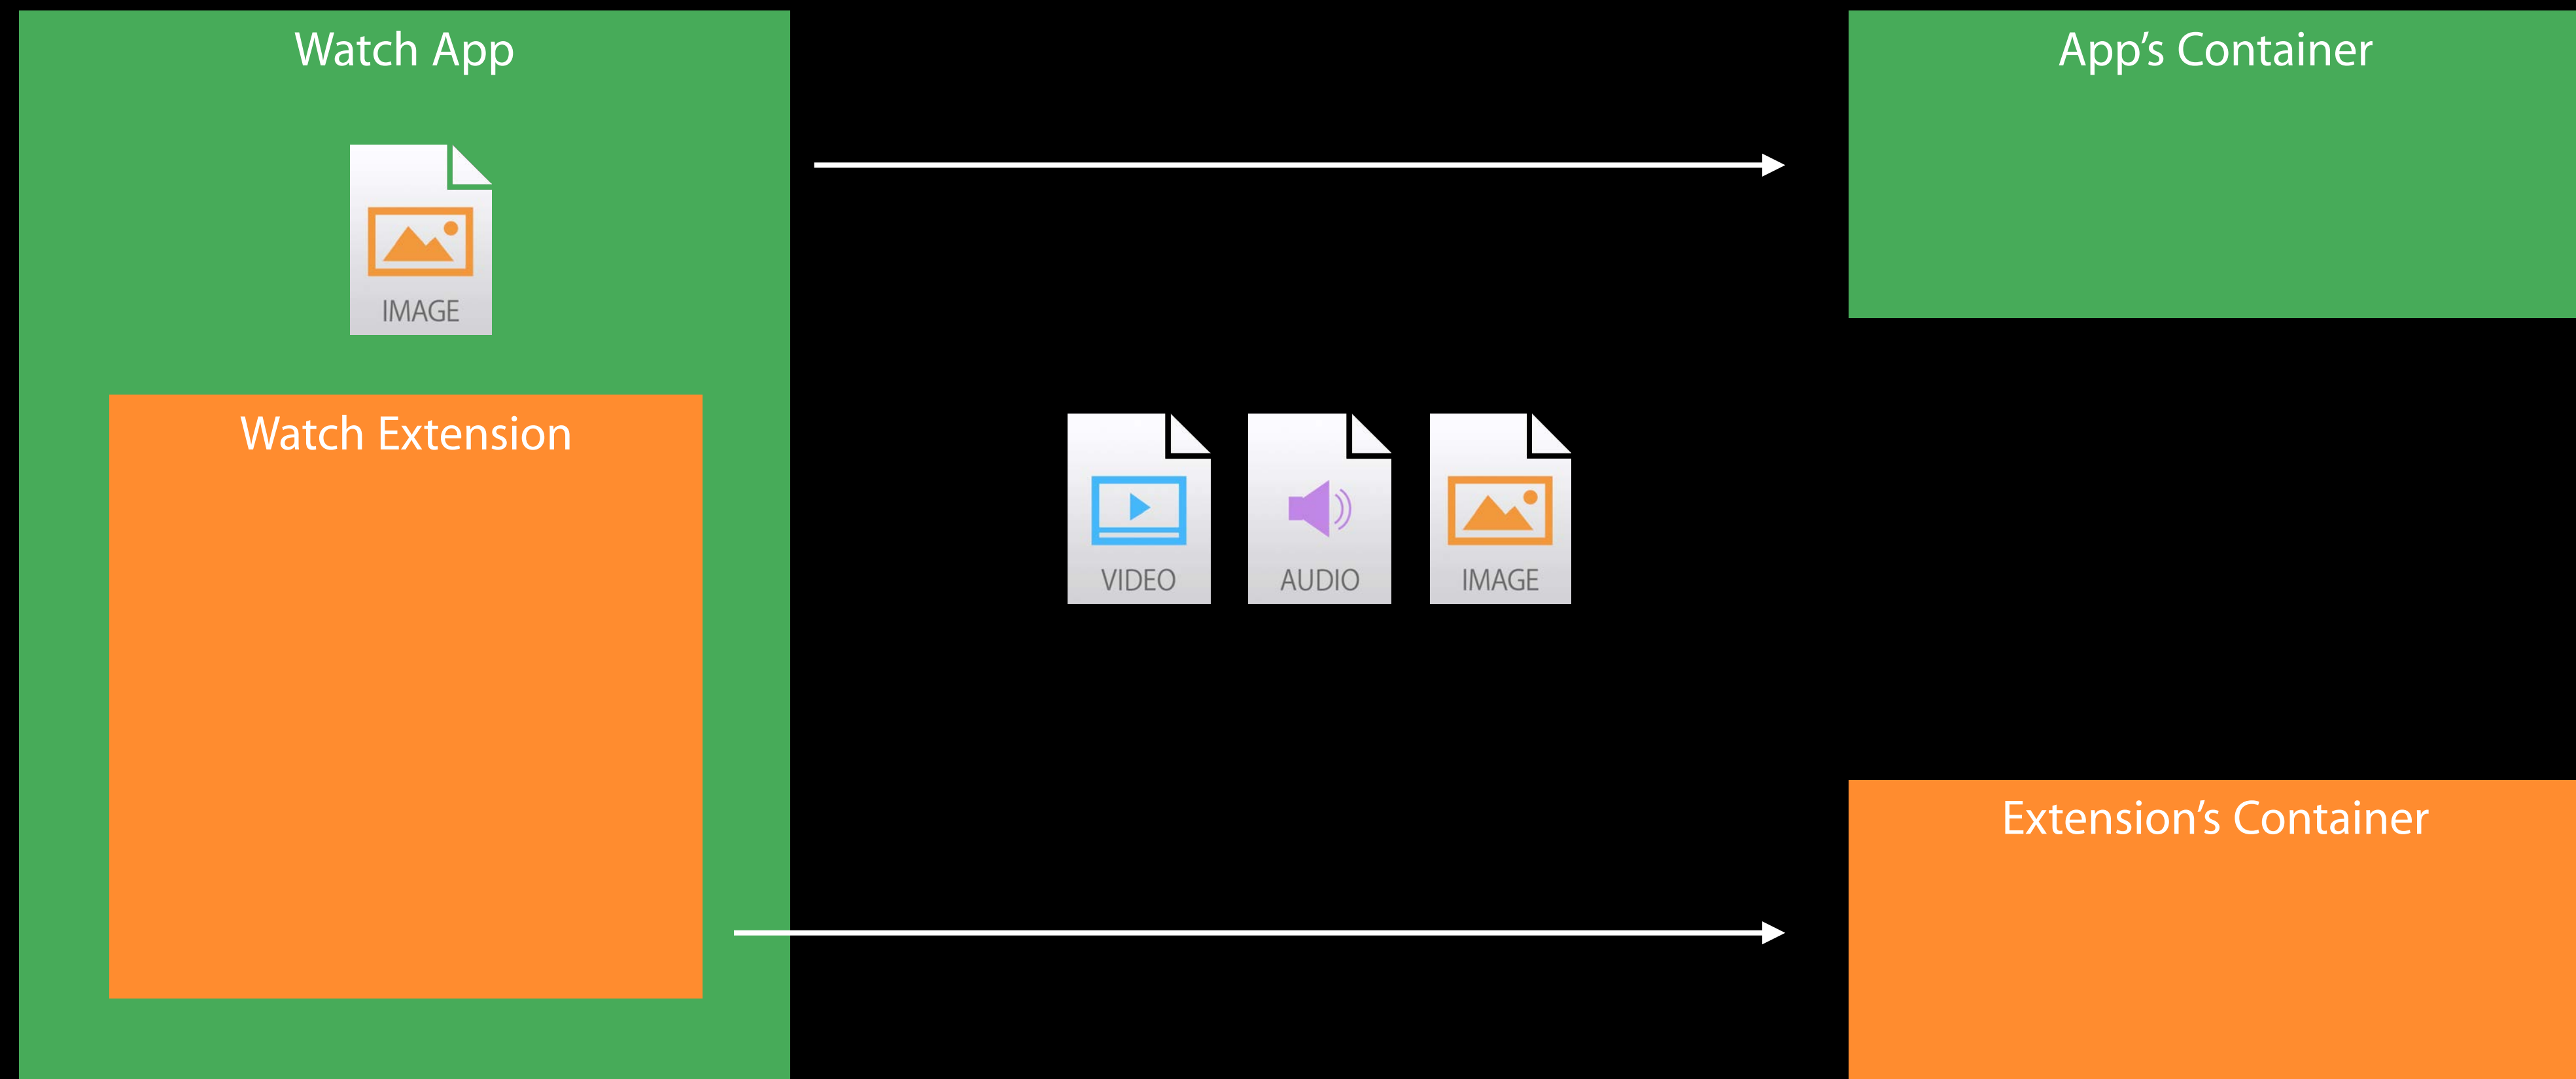 Watch App
App’s Container
IMAGE
Watch Extension
VIDEO
AUDIO
IMAGE
Extension’s Container